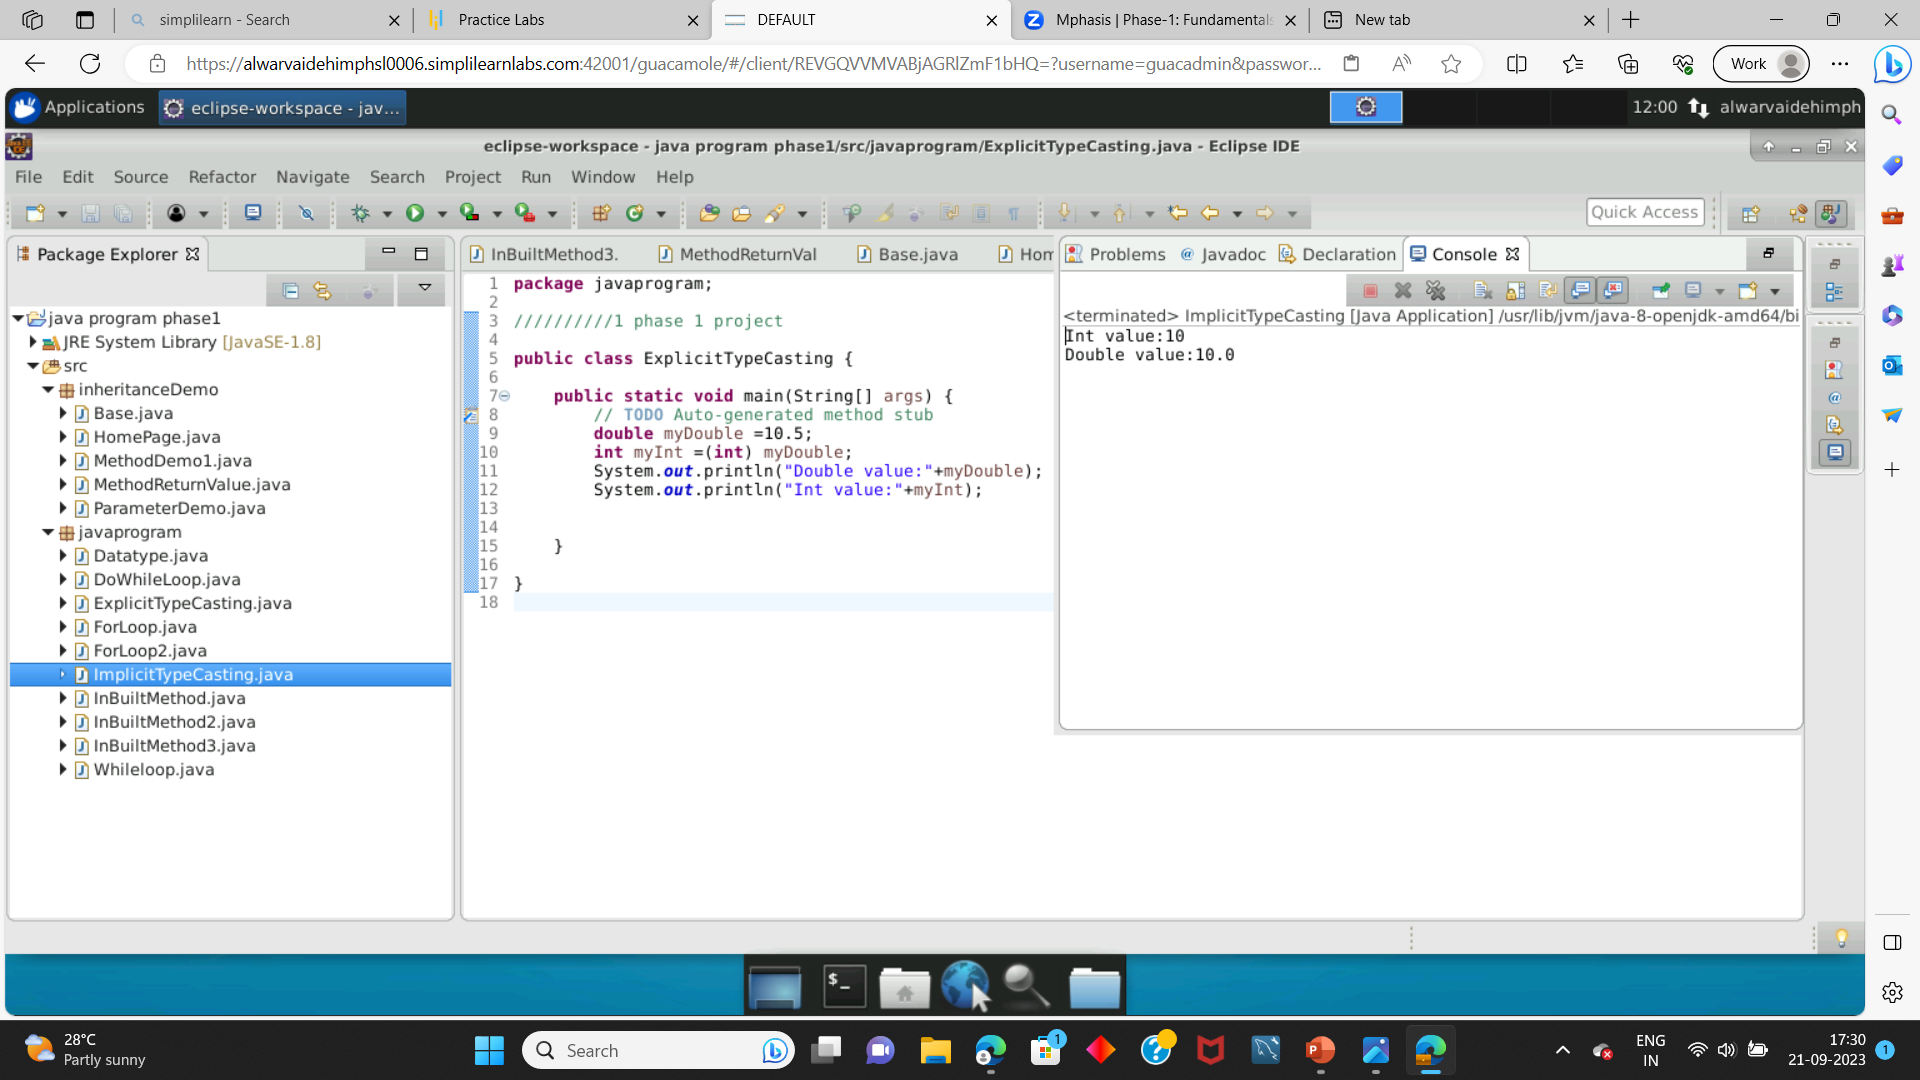 simplilearn - Search
Practice Labs
DEFAULT
Mphasis | Phase-1: Fundamentals
New tab
https://alwarvaidehimphsl0006.simplilearnlabs.com:42001/guacamole/#/client/REVGQVVMVABjAGRlZmF1bHQ=?username=guacadmin&passwor...
Work
Applications
eclipse-workspace - jav...
12:00
alwarvaidehimph
eclipse-workspace - java program phase1/src/javaprogram/ExplicitTypeCasting.java - Eclipse IDE
File Edit Source Refactor Navigate Search Project Run Window Help
Quick Access
Package Explorer
java program phase1
JRE System Library [JavaSE-1.8]
src
inheritanceDemo
Base.java
HomePage.java
MethodDemo1.java
MethodReturnValue.java
ParameterDemo.java
javaprogram
Datatype.java
DoWhileLoop.java
ExplicitTypeCasting.java
ForLoop.java
ForLoop2.java
ImplicitTypeCasting.java
InBuiltMethod.java
InBuiltMethod2.java
InBuiltMethod3.java
Whileloop.java
InBuiltMethod3.
MethodReturnVal
Base.java
Hom
1 package javaprogram;
2
3 //////////1 phase 1 project
4
5 public class ExplicitTypeCasting {
6
7 public static void main(String[] args) {
8 // TODO Auto-generated method stub
9 double myDouble =10.5;
10 int myInt =(int) myDouble;
11 System.out.println("Double value:"+myDouble);
12 System.out.println("Int value:"+myInt);
13
14
15 }
16
17 }
18
Problems
Javadoc
Declaration
Console
<terminated> ImplicitTypeCasting [Java Application] /usr/lib/jvm/java-8-openjdk-amd64/bi
Int value:10
Double value:10.0
28°C
Partly sunny
Search
1
ENG
IN
17:30
21-09-2023
1